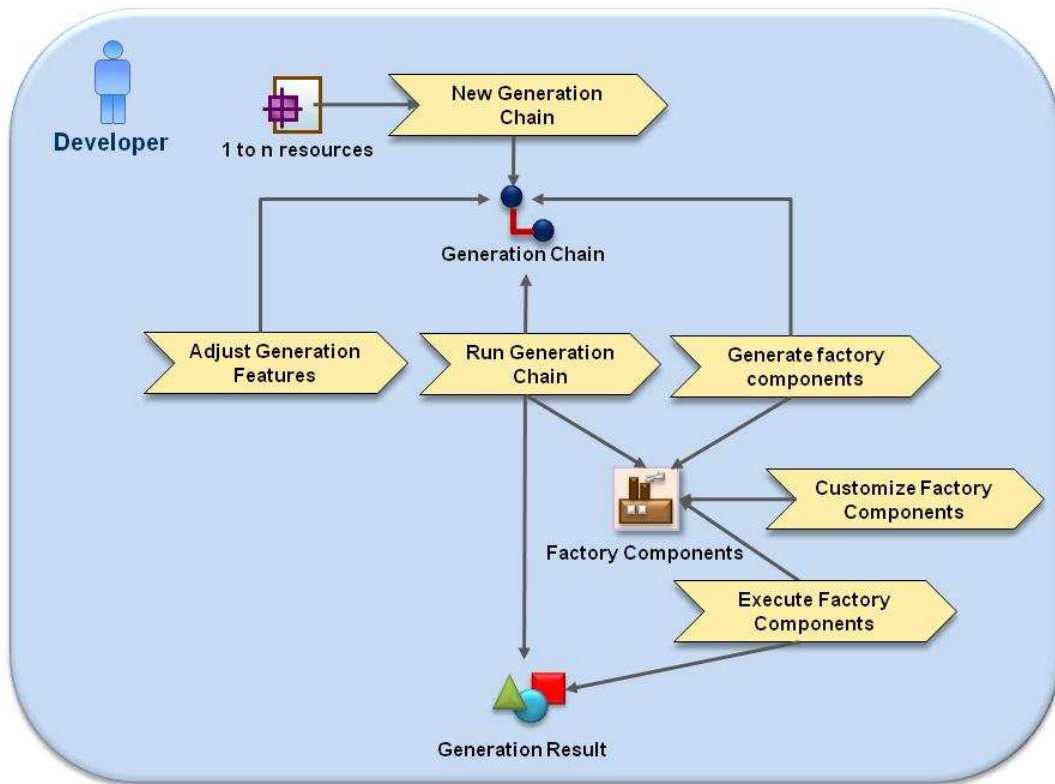 Developer
1 to n resources
New Generation
Chain
Generation Chain
Adjust Generation
Features
Run Generation
Chain
Generate factory
components
Customize Factory
Components
Factory Components
Execute Factory
Components
Generation Result